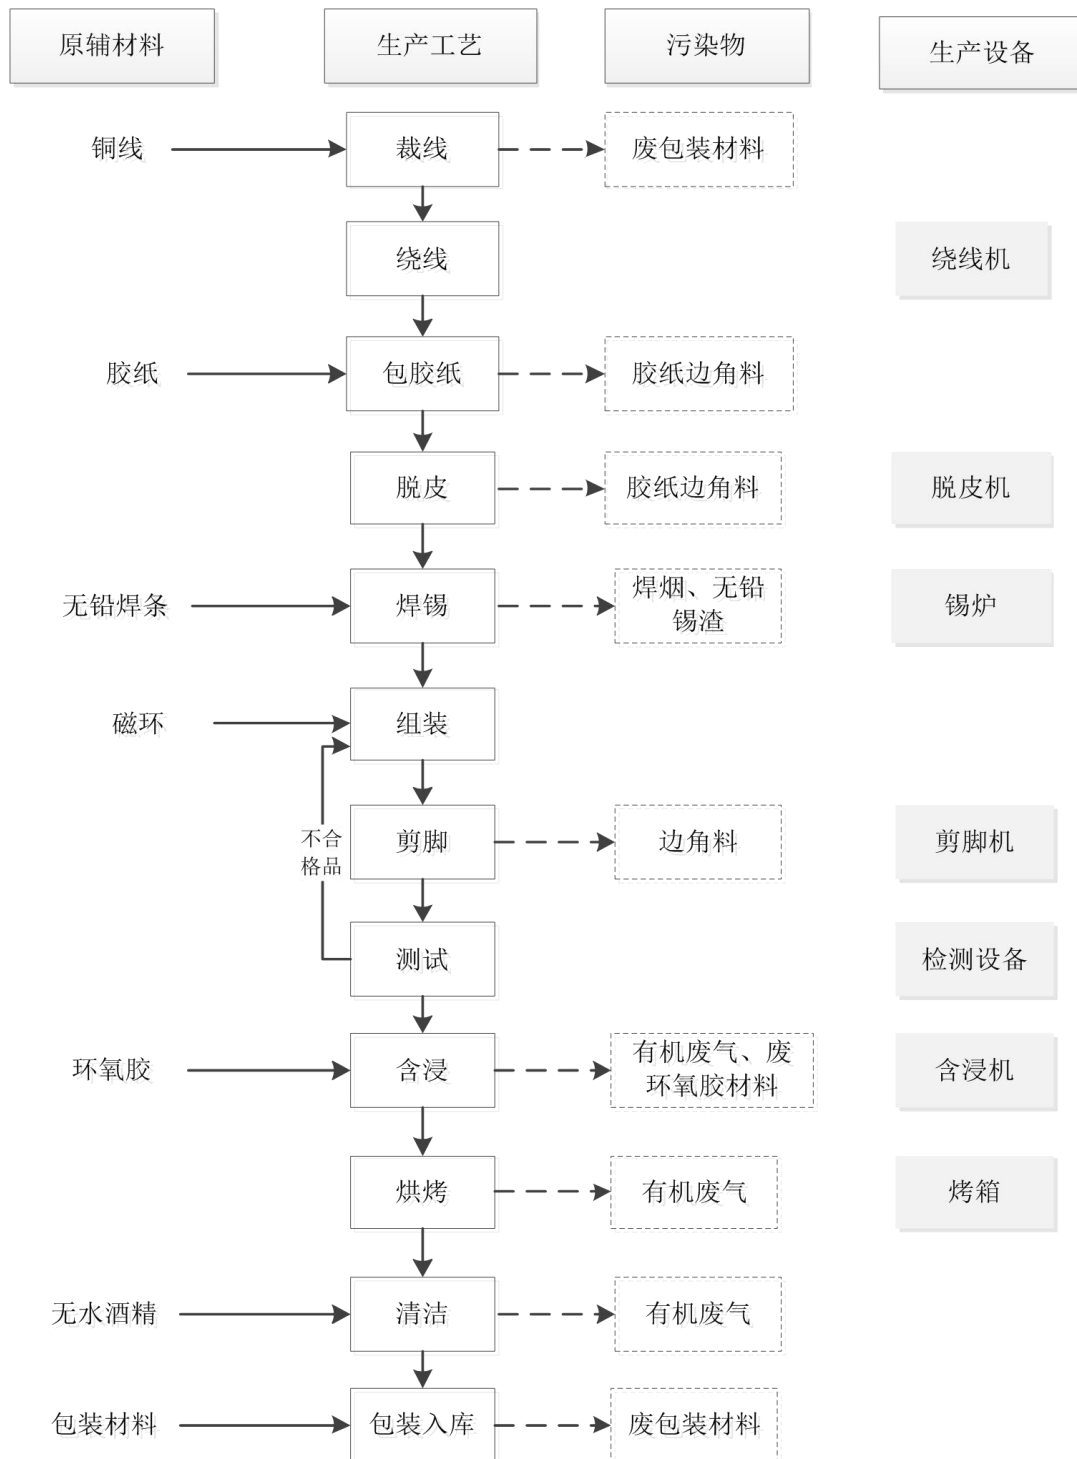 原辅材料
生产工艺
污染物
生产设备
铜线
裁线
废包装材料
绕线
绕线机
胶纸
包胶纸
胶纸边角料
脱皮
胶纸边角料
脱皮机
无铅焊条
焊锡
焊烟、无铅
锡渣
锡炉
磁环
组装
不合
格品
剪脚
边角料
剪脚机
测试
检测设备
环氧胶
含浸
有机废气、废
环氧胶材料
含浸机
烘烤
有机废气
烤箱
无水酒精
清洁
有机废气
包装材料
包装入库
废包装材料